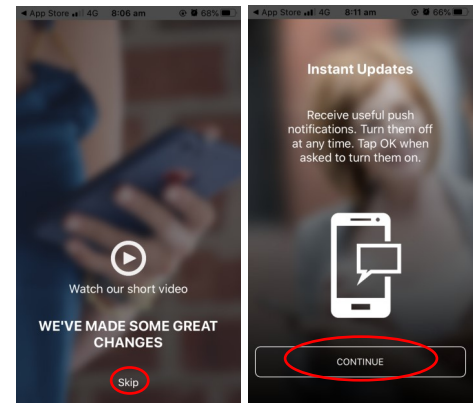 ◀ App Store 4G 8:06 am 68%
Watch our short video
WE'VE MADE SOME GREAT
CHANGES
Skip
◀ App Store 4G 8:11 am 66%
Instant Updates
Receive useful push
notifications. Turn them off
at any time. Tap OK when
asked to turn them on.
CONTINUE